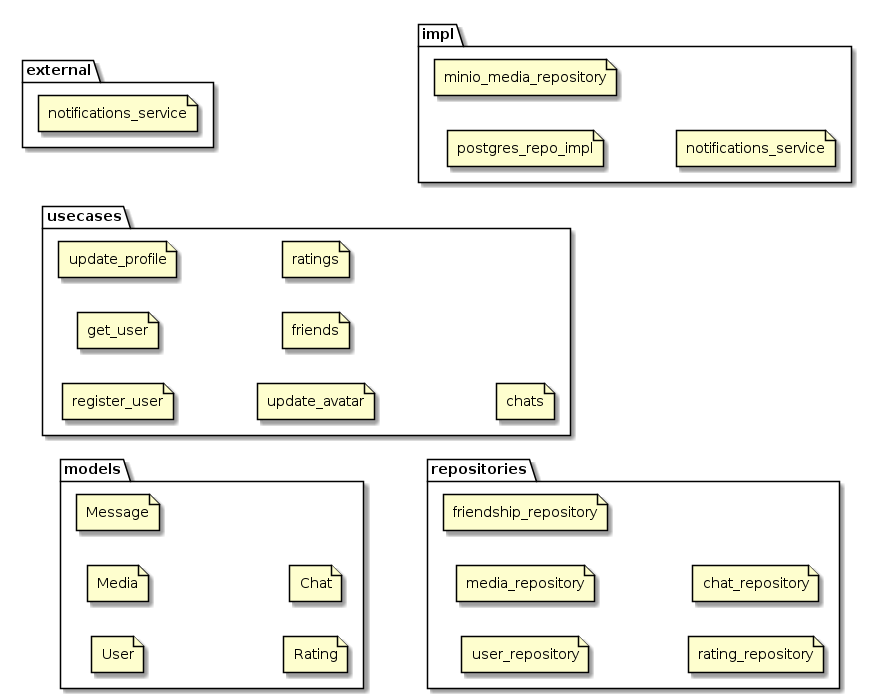 external
notifications_service
impl
minio_media_repository
postgres_repo_impl
notifications_service
usecases
update_profile
ratings
get_user
friends
register_user
update_avatar
chats
models
Message
Media
Chat
User
Rating
repositories
friendship_repository
media_repository
chat_repository
user_repository
rating_repository